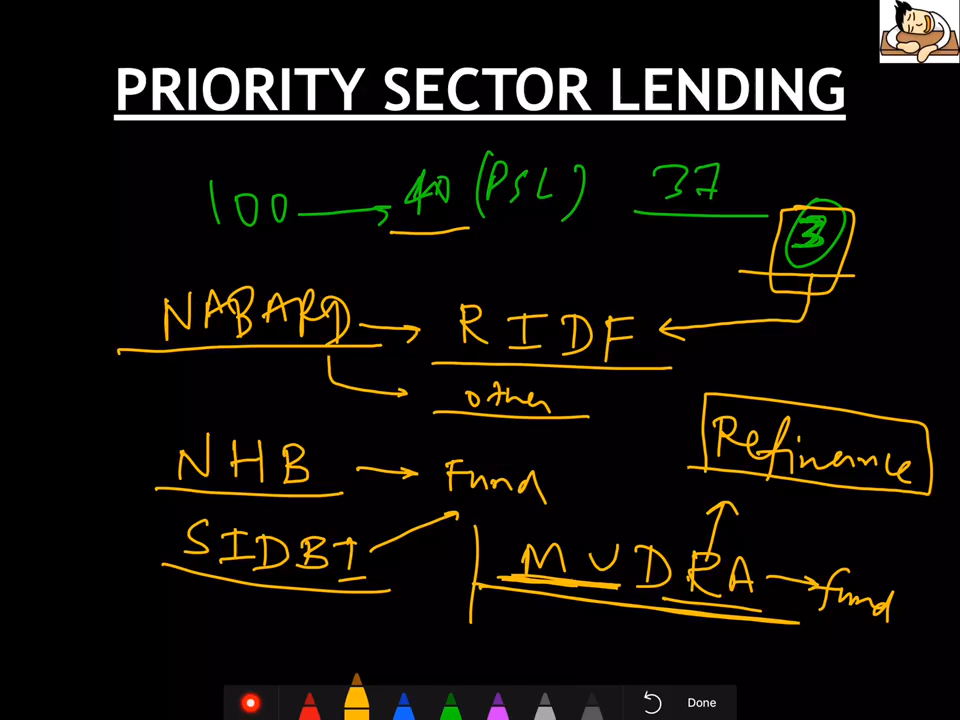 PRIORITY SECTOR LENDING
100 → 40 (PSL) 37
3
NABARD → RIDF
other
Refinance
NHB → Fund
SIDBI
MUDRA → fund
Done